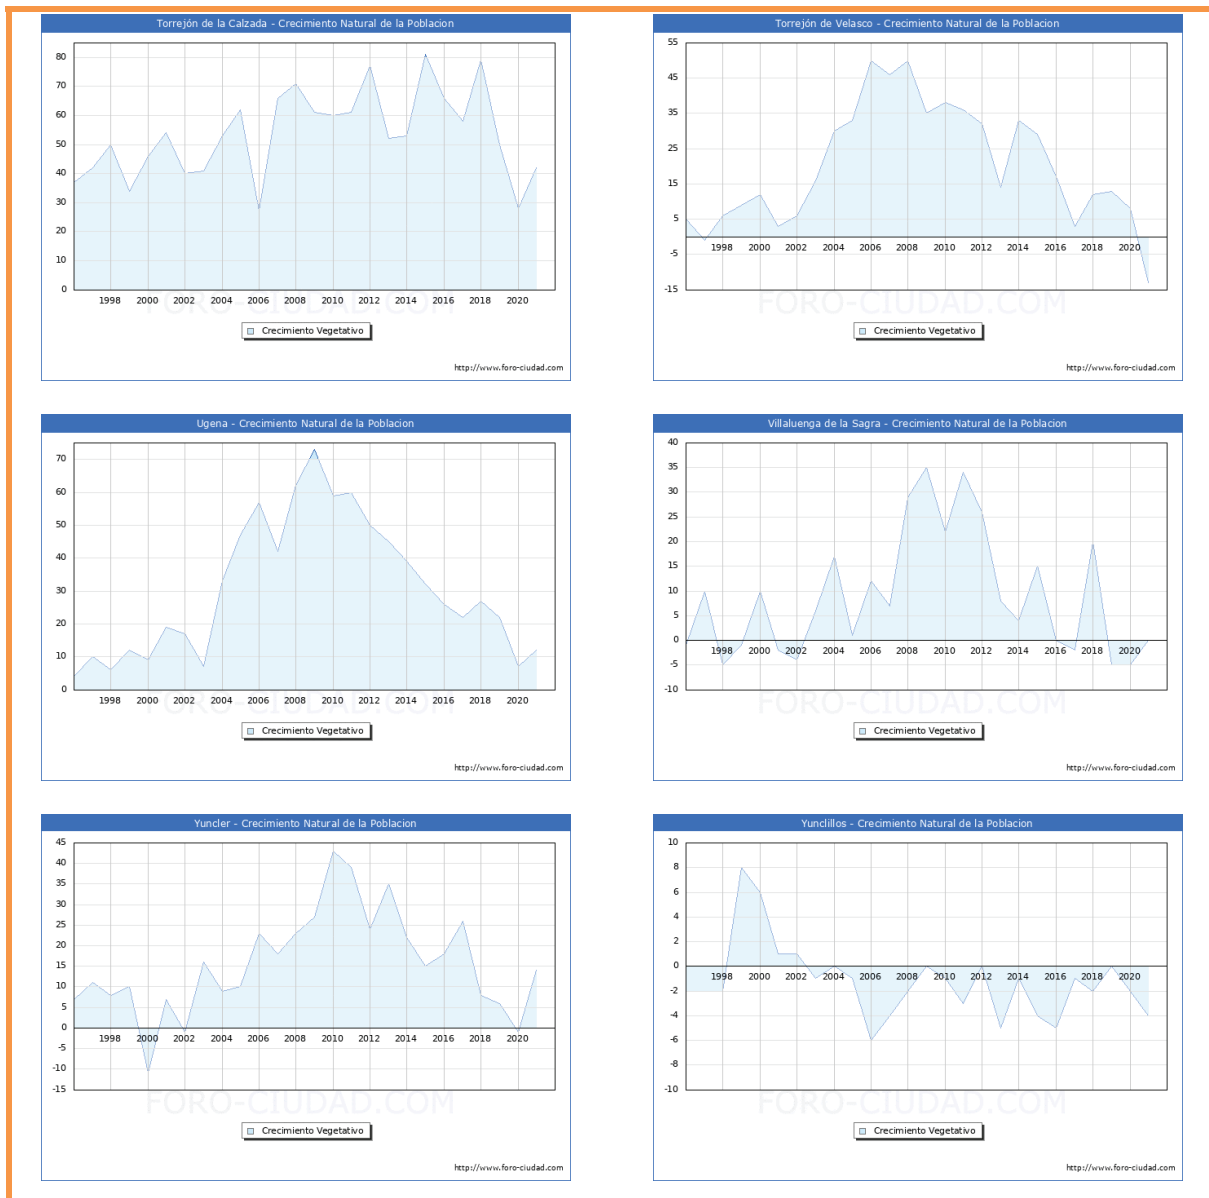 Torrejón de la Calzada - Crecimiento Natural de la Poblacion
80
70
60
50
40
30
20
10
0
1998 2000 2002 2004 2006 2008 2010 2012 2014 2016 2018 2020
FORO-CIUDAD.COM
Crecimiento Vegetativo
http://www.foro-ciudad.com
Torrejón de Velasco - Crecimiento Natural de la Poblacion
55
45
35
25
15
5
-5
-15
1998 2000 2002 2004 2006 2008 2010 2012 2014 2016 2018 2020
FORO-CIUDAD.COM
Crecimiento Vegetativo
http://www.foro-ciudad.com
Ugena - Crecimiento Natural de la Poblacion
70
60
50
40
30
20
10
0
1998 2000 2002 2004 2006 2008 2010 2012 2014 2016 2018 2020
FORO-CIUDAD.COM
Crecimiento Vegetativo
http://www.foro-ciudad.com
Villaluenga de la Sagra - Crecimiento Natural de la Poblacion
40
35
30
25
20
15
10
5
0
-5
-10
1998 2000 2002 2004 2006 2008 2010 2012 2014 2016 2018 2020
FORO-CIUDAD.COM
Crecimiento Vegetativo
http://www.foro-ciudad.com
Yuncler - Crecimiento Natural de la Poblacion
45
40
35
30
25
20
15
10
5
0
-5
-10
-15
1998 2000 2002 2004 2006 2008 2010 2012 2014 2016 2018 2020
FORO-CIUDAD.COM
Crecimiento Vegetativo
http://www.foro-ciudad.com
Yunclillos - Crecimiento Natural de la Poblacion
10
8
6
4
2
0
-2
-4
-6
-8
-10
1998 2000 2002 2004 2006 2008 2010 2012 2014 2016 2018 2020
FORO-CIUDAD.COM
Crecimiento Vegetativo
http://www.foro-ciudad.com